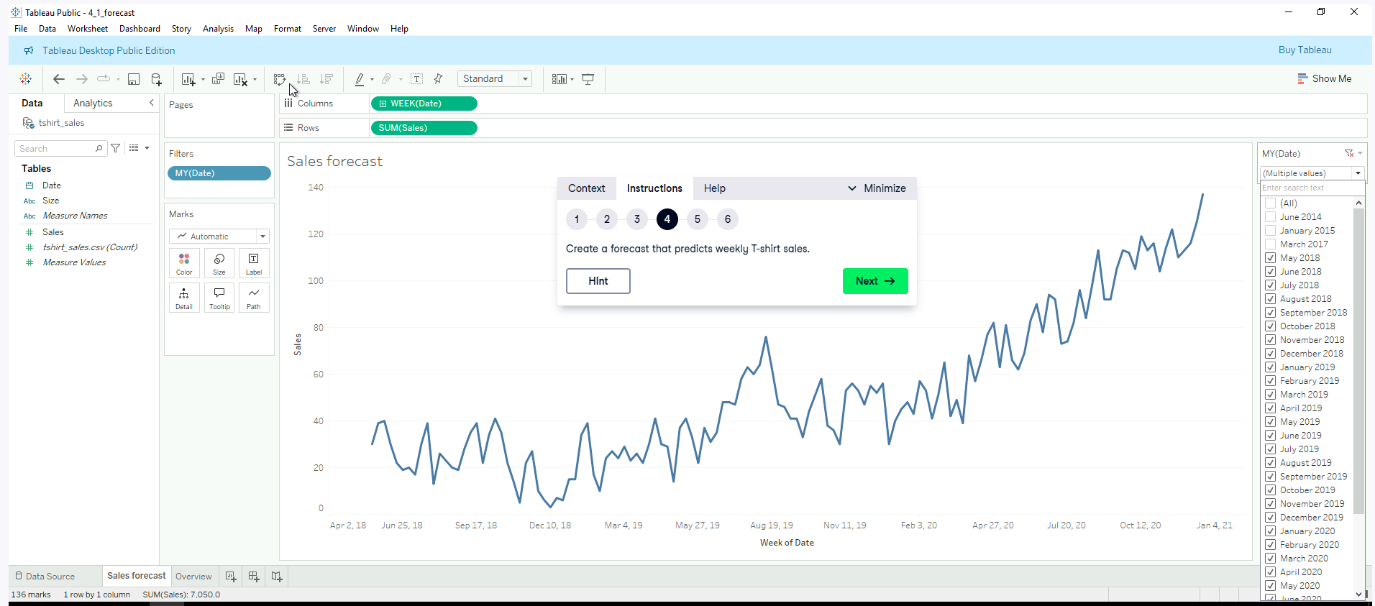 Tableau Public - 4_1_forecast
File Data Worksheet Dashboard Story Analysis Map Format Server Window Help
Tableau Desktop Public Edition
Buy Tableau
Standard
Show Me
Data Analytics
tshirt_sales
Search
Tables
Date
Abc Size
Abc Measure Names
# Sales
# tshirt_sales.csv (Count)
# Measure Values
Pages
Filters
MY(Date)
Marks
Automatic
Color Size Label
Detail Tooltip Path
Columns
WEEK(Date)
Rows
SUM(Sales)
Sales forecast
140
120
100
80
60
40
20
0
Sales
Apr 2, 18 Jun 25, 18 Sep 17, 18 Dec 10, 18 Mar 4, 19 May 27, 19 Aug 19, 19 Nov 11, 19 Feb 3, 20 Apr 27, 20 Jul 20, 20 Oct 12, 20 Jan 4, 21
Week of Date
Context Instructions Help Minimize
1 2 3 4 5 6
Create a forecast that predicts weekly T-shirt sales.
Hint
Next →
MY(Date)
(Multiple values)
Enter search text
(All)
June 2014
January 2015
March 2017
May 2018
June 2018
July 2018
August 2018
September 2018
October 2018
November 2018
December 2018
January 2019
February 2019
March 2019
April 2019
May 2019
June 2019
July 2019
August 2019
September 2019
October 2019
November 2019
December 2019
January 2020
February 2020
March 2020
April 2020
May 2020
June 2020
Data Source Sales forecast Overview
136 marks 1 row by 1 column SUM(Sales): 7,050.0